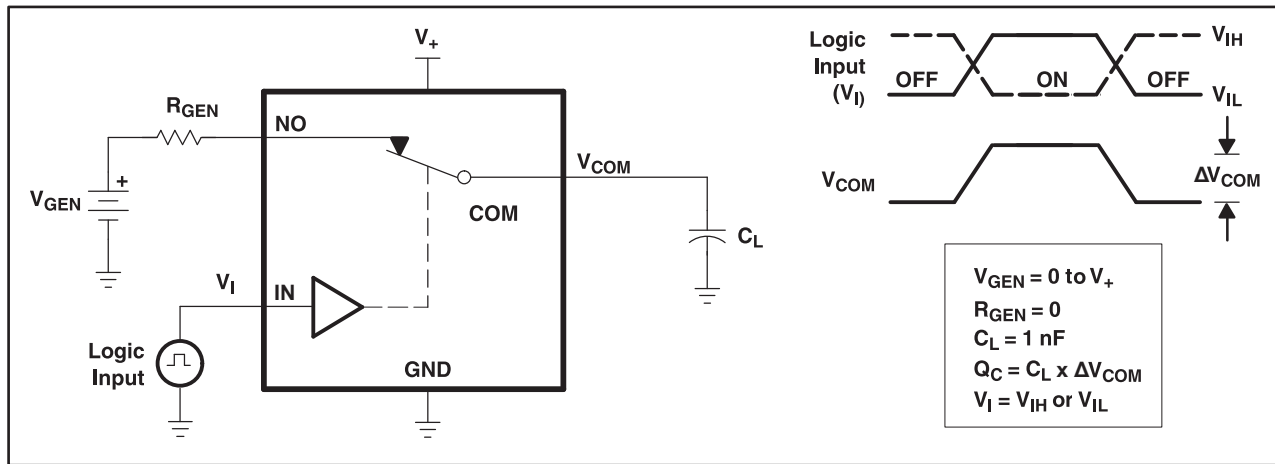 V+
RGEN
NO
VCOM
COM
VGEN
+
CL
VI
IN
Logic
Input
GND
Logic
Input
(VI)
OFF
ON
OFF
VIH
VIL
VCOM
ΔVCOM
VGEN = 0 to V+
RGEN = 0
CL = 1 nF
QC = CL x ΔVCOM
VI = VIH or VIL